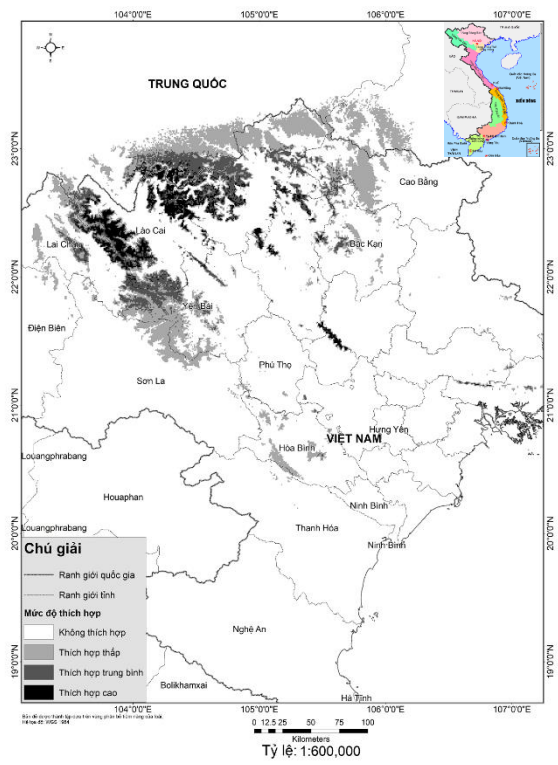 104°0'0"E
105°0'0"E
106°0'0"E
107°0'0"E
TRUNG QUỐC
BIỂN ĐÔNG
23°0'0"N
23°0'0"N
Cao Bằng
Lào Cai
Lai Châu
Bắc Kạn
22°0'0"N
22°0'0"N
Yên Bái
Điện Biên
Phú Thọ
Sơn La
21°0'0"N
21°0'0"N
Hưng Yên
VIỆT NAM
Hòa Bình
Louangphrabang
Houaphan
Ninh Bình
Thanh Hóa
Louangphrabang
20°0'0"N
Ninh Bình
20°0'0"N
Chú giải
Ranh giới quốc gia
Ranh giới tỉnh
Mức độ thích hợp
Không thích hợp
Thích hợp thấp
Thích hợp trung bình
Thích hợp cao
Nghệ An
19°0'0"N
19°0'0"N
Bolikhamxai
Hà Tĩnh
104°0'0"E
105°0'0"E
106°0'0"E
107°0'0"E
0 12.5 25 50 75 100
Kilometers
Tỷ lệ: 1:600,000